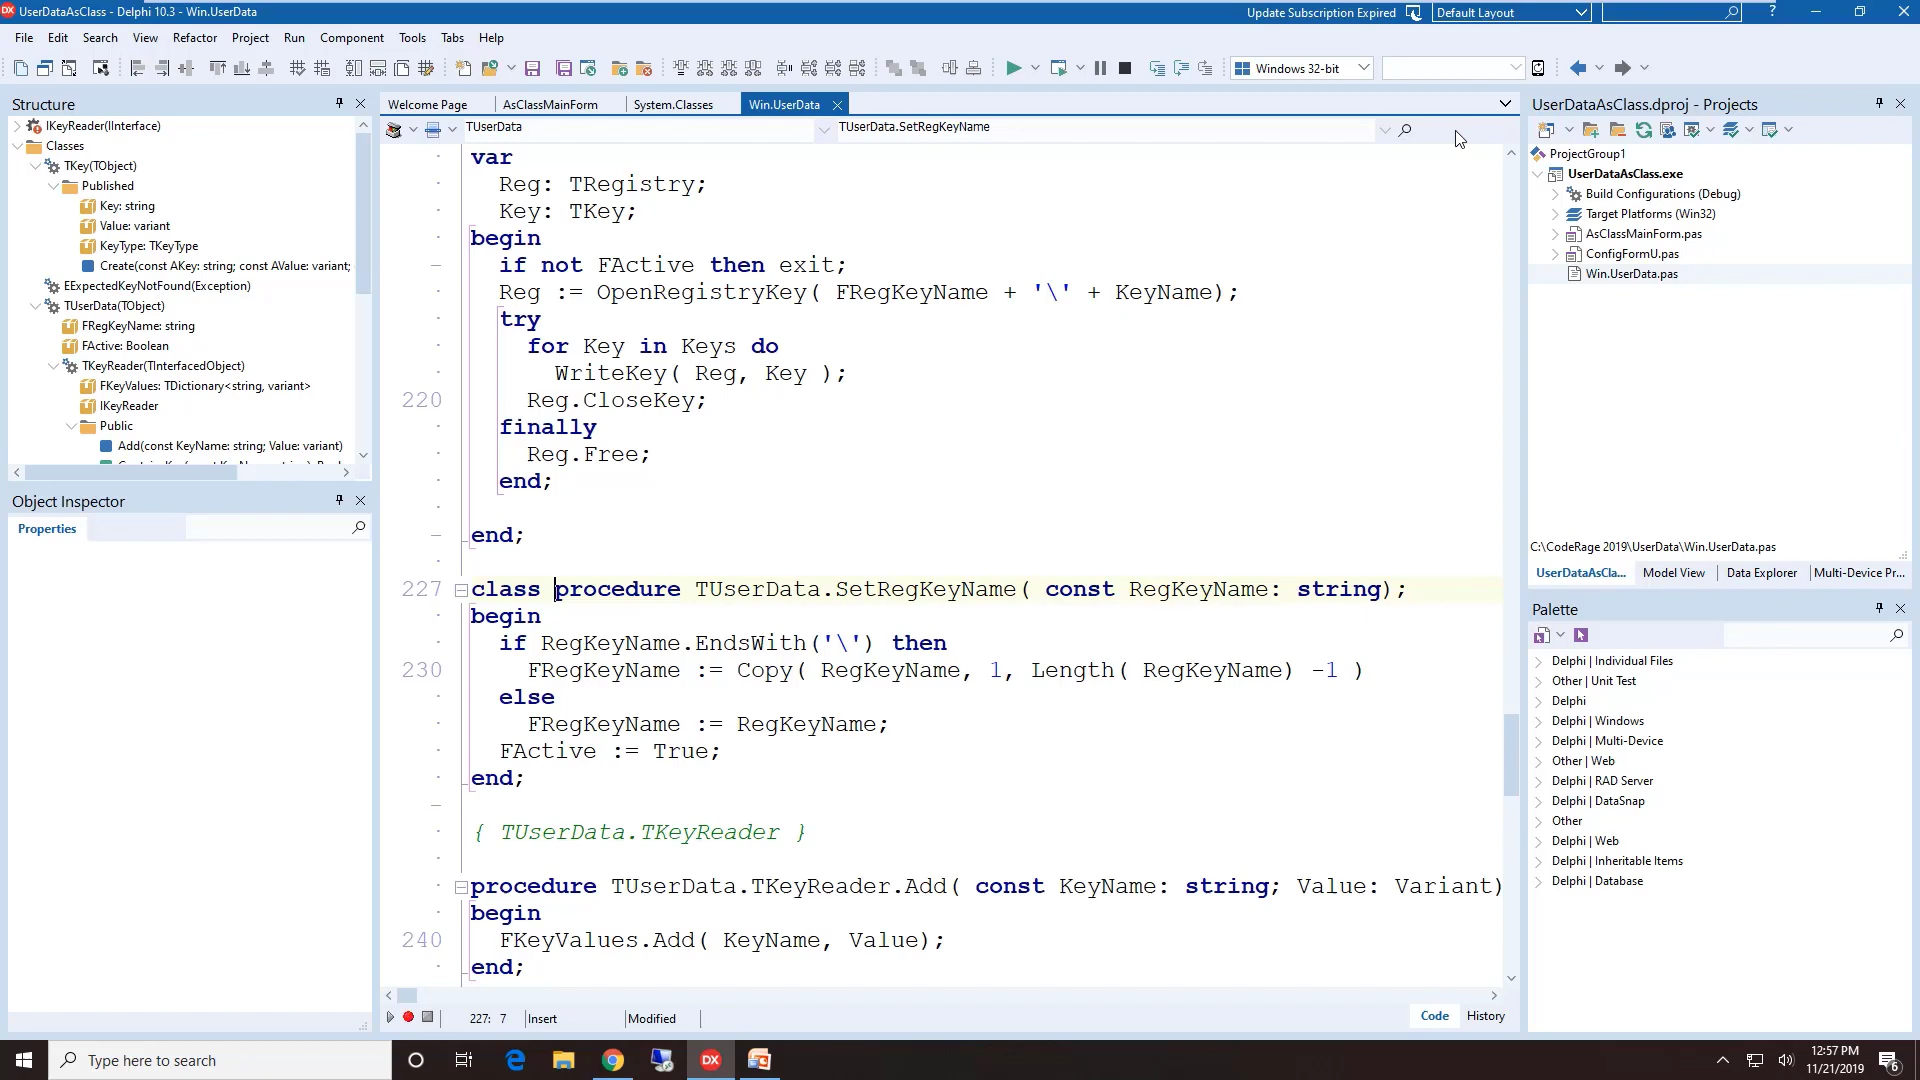 UserDataAsClass - Delphi 10.3 - Win.UserData
Update Subscription Expired
Default Layout
?
File Edit Search View Refactor Project Run Component Tools Tabs Help
Windows 32-bit
Structure
IKeyReader(IInterface)
Classes
TKey(TObject)
Published
Key: string
Value: variant
KeyType: TKeyType
Create(const AKey: string; const AValue: variant;
EExpectedKeyNotFound(Exception)
TUserData(TObject)
FRegKeyName: string
FActive: Boolean
TKeyReader(TInterfacedObject)
FKeyValues: TDictionary<string, variant>
IKeyReader
Public
Add(const KeyName: string; Value: variant)
Object Inspector
Properties
Welcome Page AsClassMainForm System.Classes Win.UserData
TUserData TUserData.SetRegKeyName
var
Reg: TRegistry;
Key: TKey;
begin
if not FActive then exit;
Reg := OpenRegistryKey( FRegKeyName + '\' + KeyName);
try
for Key in Keys do
WriteKey( Reg, Key );
220 Reg.CloseKey;
finally
Reg.Free;
end;
end;
227 class procedure TUserData.SetRegKeyName( const RegKeyName: string);
begin
if RegKeyName.EndsWith('\') then
230 FRegKeyName := Copy( RegKeyName, 1, Length( RegKeyName) -1 )
else
FRegKeyName := RegKeyName;
FActive := True;
end;
{ TUserData.TKeyReader }
procedure TUserData.TKeyReader.Add( const KeyName: string; Value: Variant)
begin
240 FKeyValues.Add( KeyName, Value);
end;
227: 7 Insert Modified
Code History
UserDataAsClass.dproj - Projects
ProjectGroup1
UserDataAsClass.exe
Build Configurations (Debug)
Target Platforms (Win32)
AsClassMainForm.pas
ConfigFormU.pas
Win.UserData.pas
C:\CodeRage 2019\UserData\Win.UserData.pas
UserDataAsCla... Model View Data Explorer Multi-Device Pr...
Palette
Delphi | Individual Files
Other | Unit Test
Delphi
Delphi | Windows
Delphi | Multi-Device
Other | Web
Delphi | RAD Server
Delphi | DataSnap
Other
Delphi | Web
Delphi | Inheritable Items
Delphi | Database
Type here to search
DX
12:57 PM
11/21/2019
6